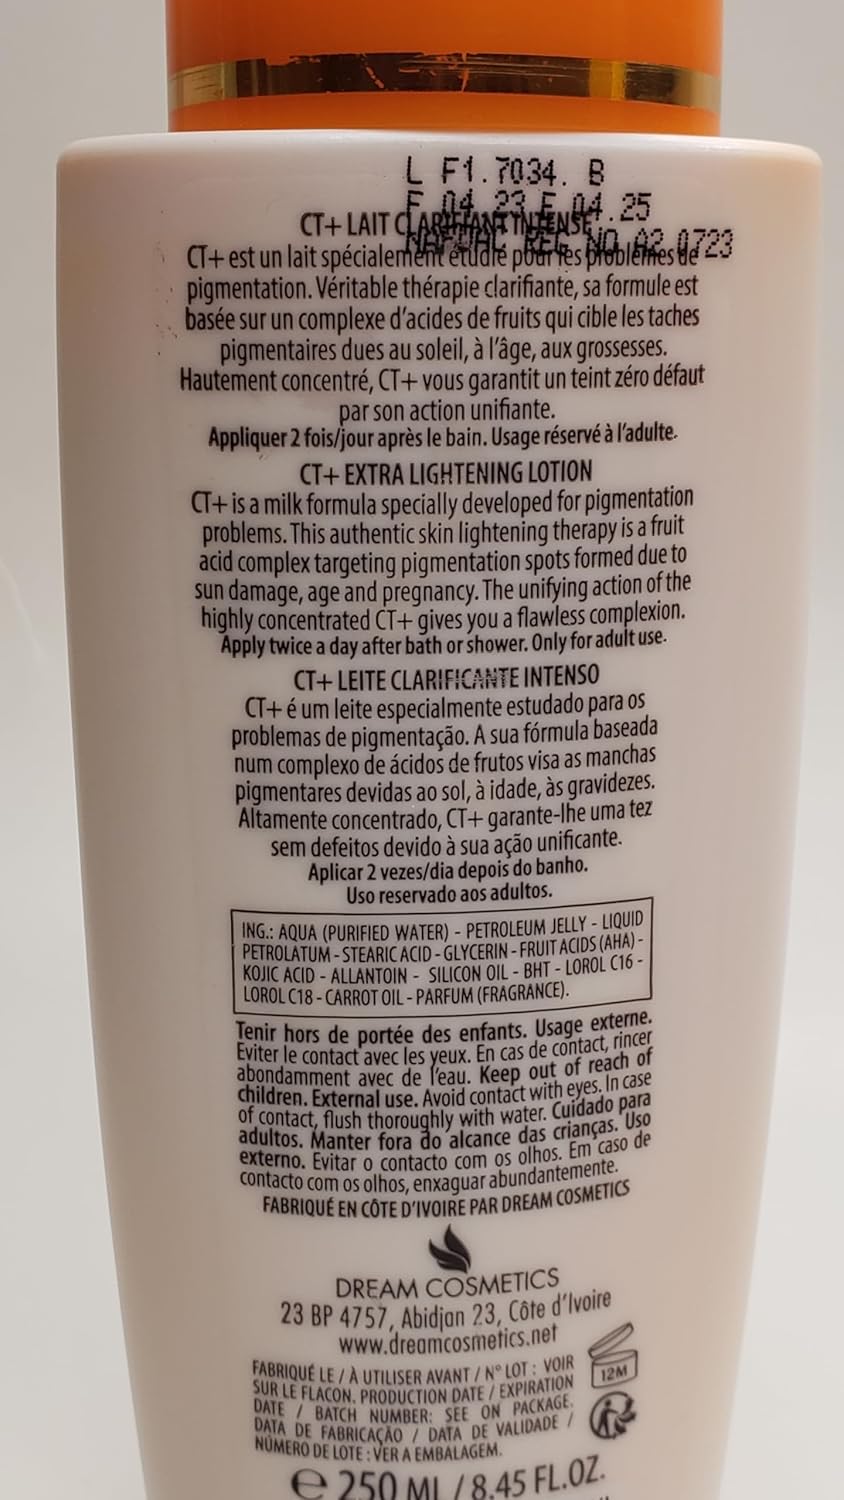 L F1.7034. B
F 04.23 E 04.25
NAFDAC REG NO A2 0723
CT+ LAIT CLARIFIANT INTENSE
CT+ est un lait spécialement étudié pour les problèmes de
pigmentation. Véritable thérapie clarifiante, sa formule est
basée sur un complexe d'acides de fruits qui cible les taches
pigmentaires dues au soleil, à l'âge, aux grossesses.
Hautement concentré, CT+ vous garantit un teint zéro défaut
par son action unifiante.
Appliquer 2 fois/jour après le bain. Usage réservé à l'adulte.
CT+ EXTRA LIGHTENING LOTION
CT+ is a milk formula specially developed for pigmentation
problems. This authentic skin lightening therapy is a fruit
acid complex targeting pigmentation spots formed due to
sun damage, age and pregnancy. The unifying action of the
highly concentrated CT+ gives you a flawless complexion.
Apply twice a day after bath or shower. Only for adult use.
CT+ LEITE CLARIFICANTE INTENSO
CT+ é um leite especialmente estudado para os
problemas de pigmentação. A sua fórmula baseada
num complexo de ácidos de frutos visa as manchas
pigmentares devidas ao sol, à idade, às gravidezes.
Altamente concentrado, CT+ garante-lhe uma tez
sem defeitos devido à sua ação unificante.
Aplicar 2 vezes/dia depois do banho.
Uso reservado aos adultos.
ING.: AQUA (PURIFIED WATER) - PETROLEUM JELLY - LIQUID
PETROLATUM - STEARIC ACID - GLYCERIN - FRUIT ACIDS (AHA) -
KOJIC ACID - ALLANTOIN - SILICON OIL - BHT - LOROL C16 -
LOROL C18 - CARROT OIL - PARFUM (FRAGRANCE).
Tenir hors de portée des enfants. Usage externe.
Eviter le contact avec les yeux. En cas de contact, rincer
abondamment avec de l'eau. Keep out of reach of
children. External use. Avoid contact with eyes. In case
of contact, flush thoroughly with water. Cuidado para
adultos. Manter fora do alcance das crianças. Uso
externo. Evitar o contacto com os olhos. Em caso de
contacto com os olhos, enxaguar abundantemente.
FABRIQUÉ EN CÔTE D'IVOIRE PAR DREAM COSMETICS
DREAM COSMETICS
23 BP 4757, Abidjan 23, Côte d'Ivoire
www.dreamcosmetics.net
FABRIQUÉ LE / À UTILISER AVANT / N° LOT : VOIR
SUR LE FLACON. PRODUCTION DATE / EXPIRATION
DATE / BATCH NUMBER: SEE ON PACKAGE.
DATA DE FABRICAÇÃO / DATA DE VALIDADE /
NÚMERO DE LOTE : VER A EMBALAGEM.
12M
e 250 ML / 8.45 FL.OZ.